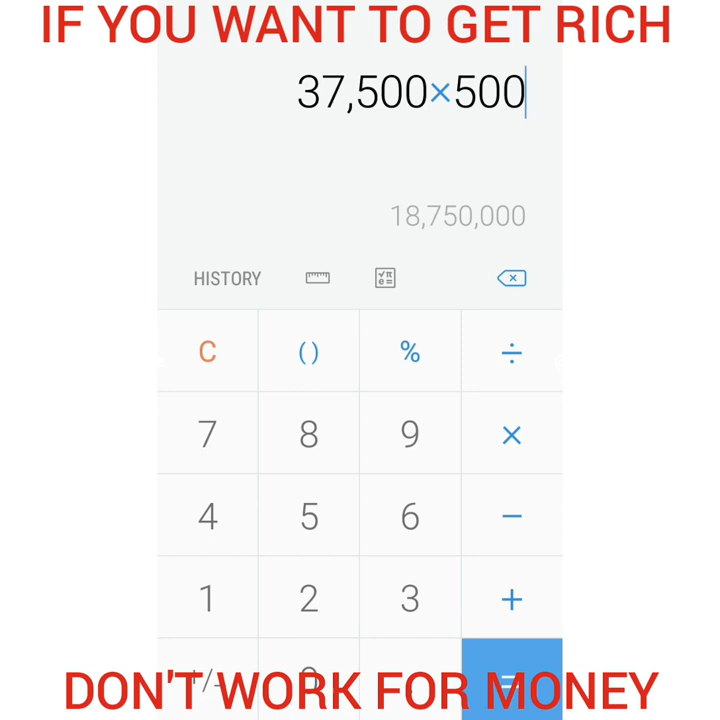 IF YOU WANT TO GET RICH
37,500×500
18,750,000
HISTORY
C () % ÷
7 8 9 ×
4 5 6 −
1 2 3 +
+/− 0 . =
DON'T WORK FOR MONEY